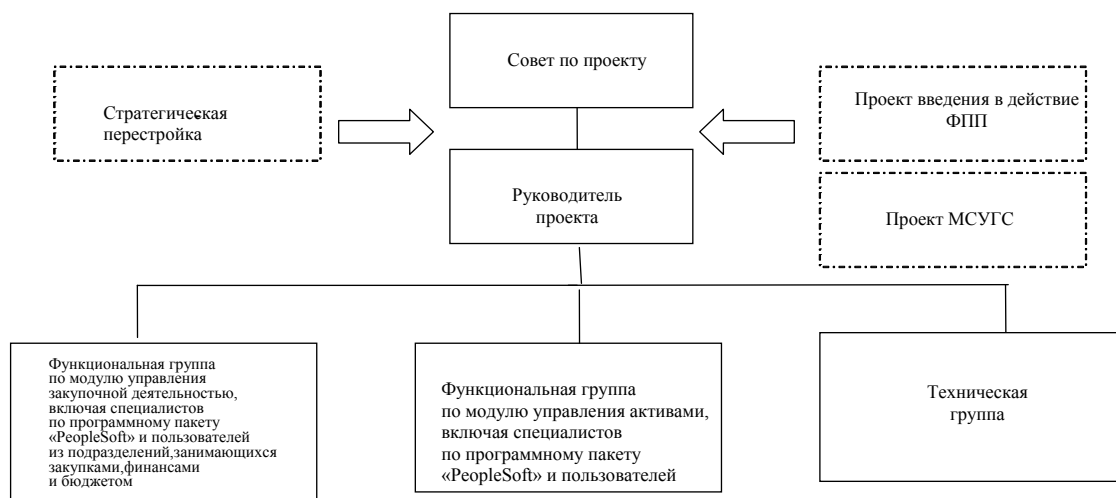 Совет по проекту
Стратегическая
перестройка
Проект введения в действие
ФПП
Руководитель
проекта
Проект МСУГС
Функциональная группа
по модулю управления
закупочной деятельностью,
включая специалистов
по программному пакету
«PeopleSoft» и пользователей
из подразделений,занимающихся
закупками,финансами
и бюджетом
Функциональная группа
по модулю управления активами,
включая специалистов
по программному пакету
«PeopleSoft» и пользователей
Техническая
группа